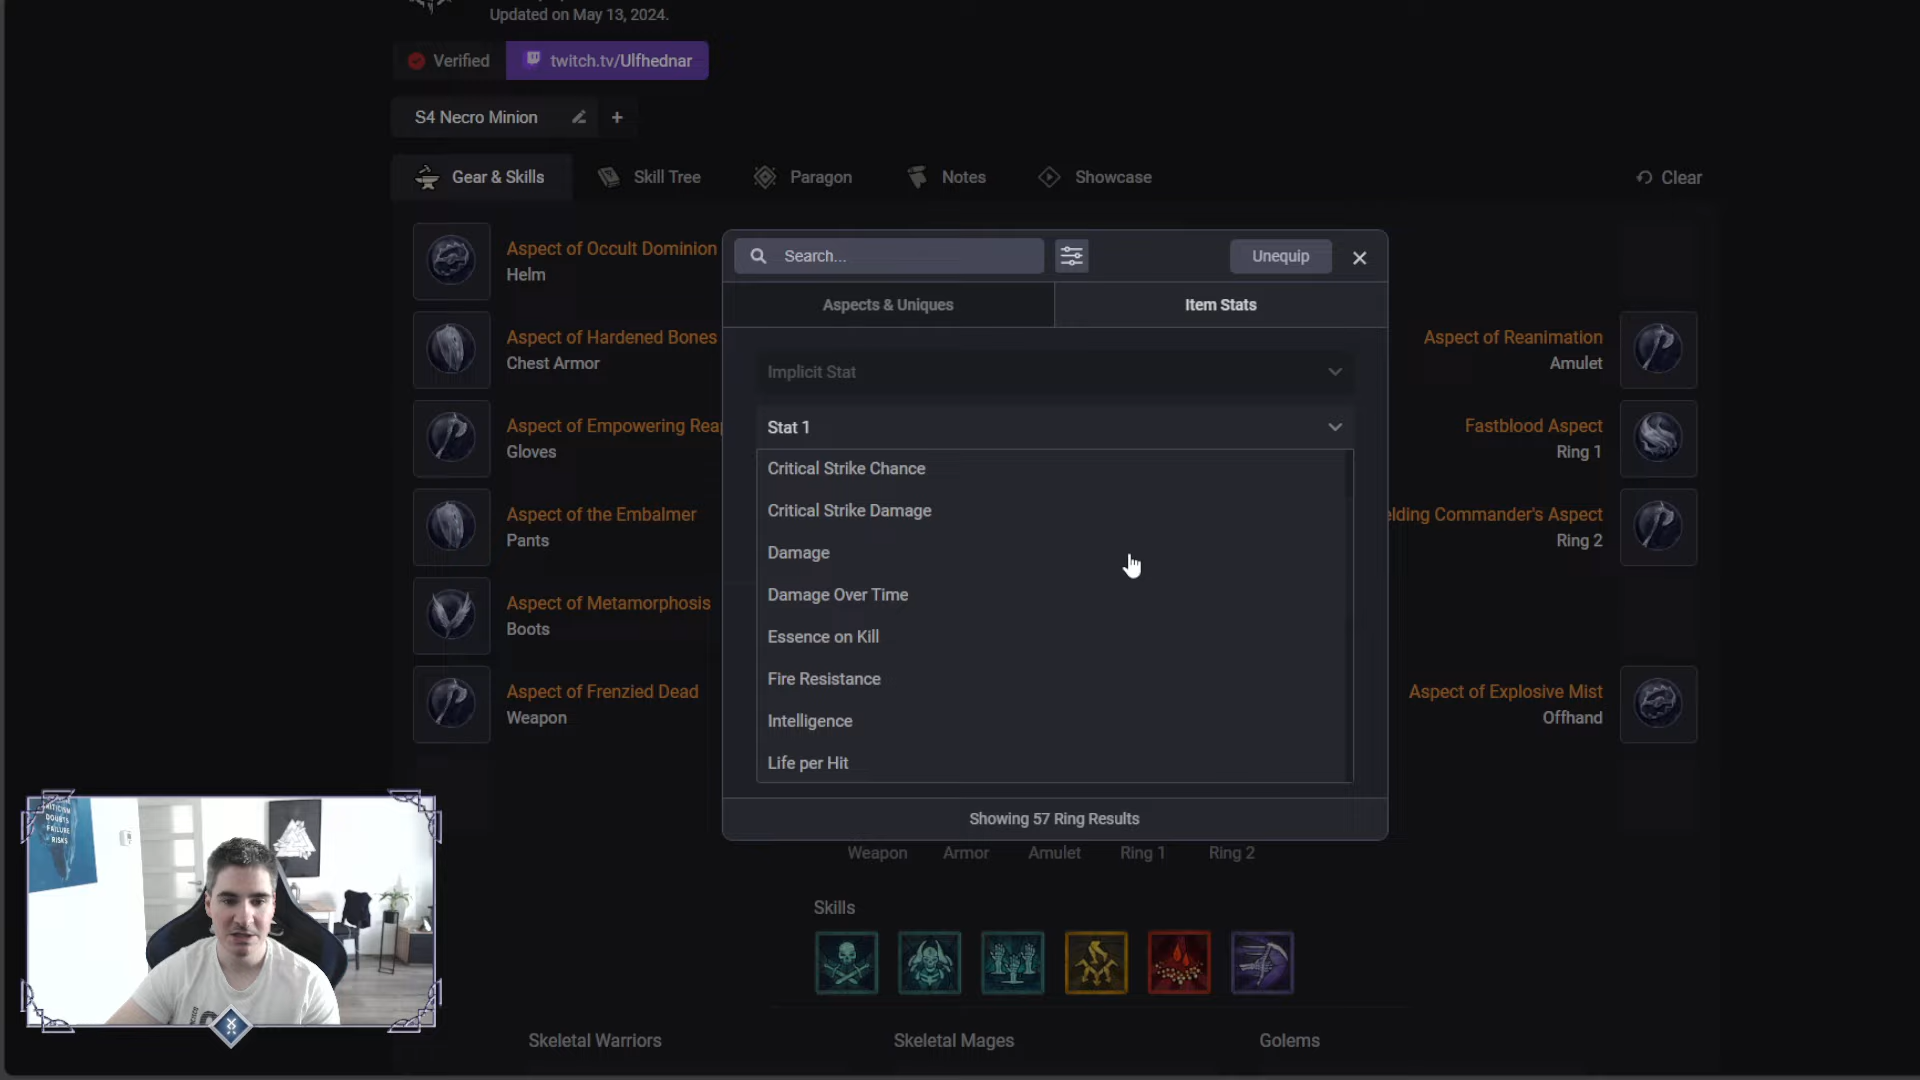 Updated on May 13, 2024.
Verified
twitch.tv/Ulfhednar
S4 Necro Minion
+
Gear & Skills
Skill Tree
Paragon
Notes
Showcase
Clear
Aspect of Occult Dominion
Helm
Aspect of Hardened Bones
Chest Armor
Aspect of Empowering Rea
Gloves
Aspect of the Embalmer
Pants
Aspect of Metamorphosis
Boots
Aspect of Frenzied Dead
Weapon
Search...
Unequip
Aspects & Uniques
Item Stats
Implicit Stat
Stat 1
Critical Strike Chance
Critical Strike Damage
Damage
Damage Over Time
Essence on Kill
Fire Resistance
Intelligence
Life per Hit
Showing 57 Ring Results
Aspect of Reanimation
Amulet
Fastblood Aspect
Ring 1
elding Commander's Aspect
Ring 2
Aspect of Explosive Mist
Offhand
Weapon
Armor
Amulet
Ring 1
Ring 2
Skills
Skeletal Warriors
Skeletal Mages
Golems
DOUBTS
FAILURE
RISKS